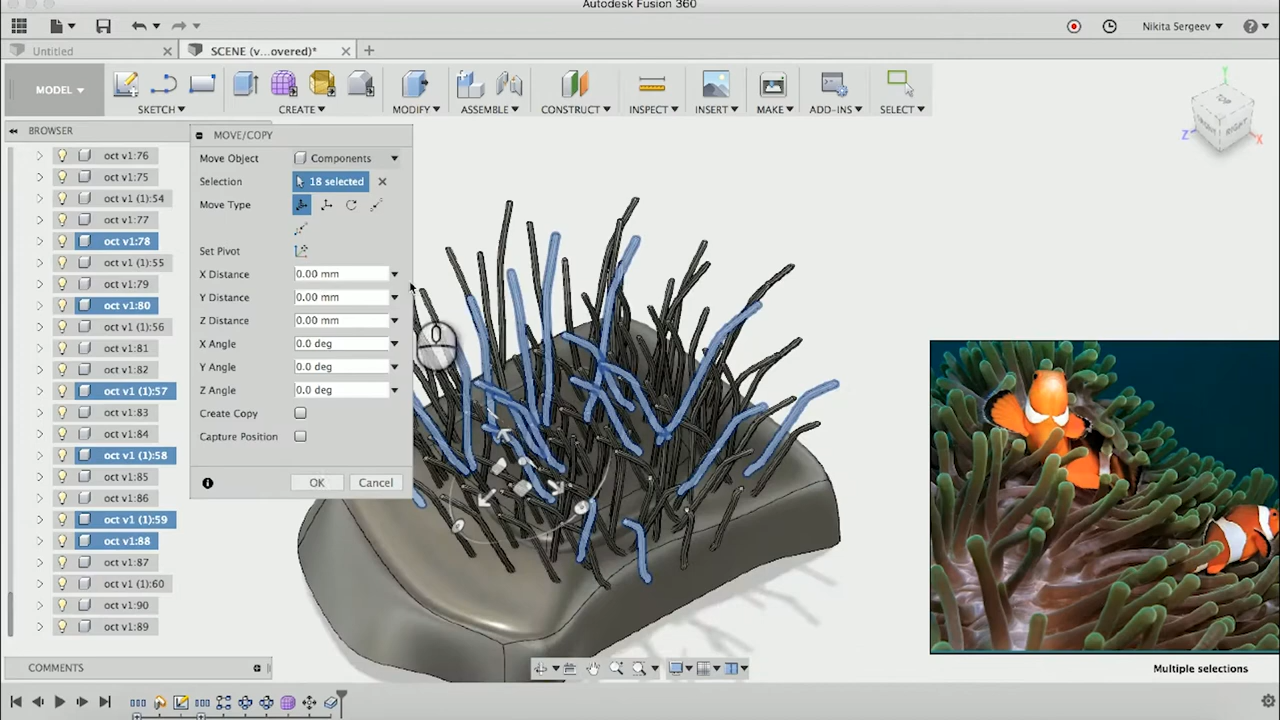 Autodesk Fusion 360
Nikita Sergeev
Untitled
SCENE (v...overed)*
MODEL
SKETCH
CREATE
MODIFY
ASSEMBLE
CONSTRUCT
INSPECT
INSERT
MAKE
ADD-INS
SELECT
BROWSER
oct v1:76
oct v1:75
oct v1 (1):54
oct v1:77
oct v1:78
oct v1 (1):55
oct v1:79
oct v1:80
oct v1 (1):56
oct v1:81
oct v1:82
oct v1 (1):57
oct v1:83
oct v1:84
oct v1 (1):58
oct v1:85
oct v1:86
oct v1 (1):59
oct v1:88
oct v1:87
oct v1 (1):60
oct v1:90
oct v1:89
MOVE/COPY
Move Object Components
Selection 18 selected
Move Type
Set Pivot
X Distance 0.00 mm
Y Distance 0.00 mm
Z Distance 0.00 mm
X Angle 0.0 deg
Y Angle 0.0 deg
Z Angle 0.0 deg
Create Copy
Capture Position
OK Cancel
Y
Z
X
RIGHT
COMMENTS
Multiple selections